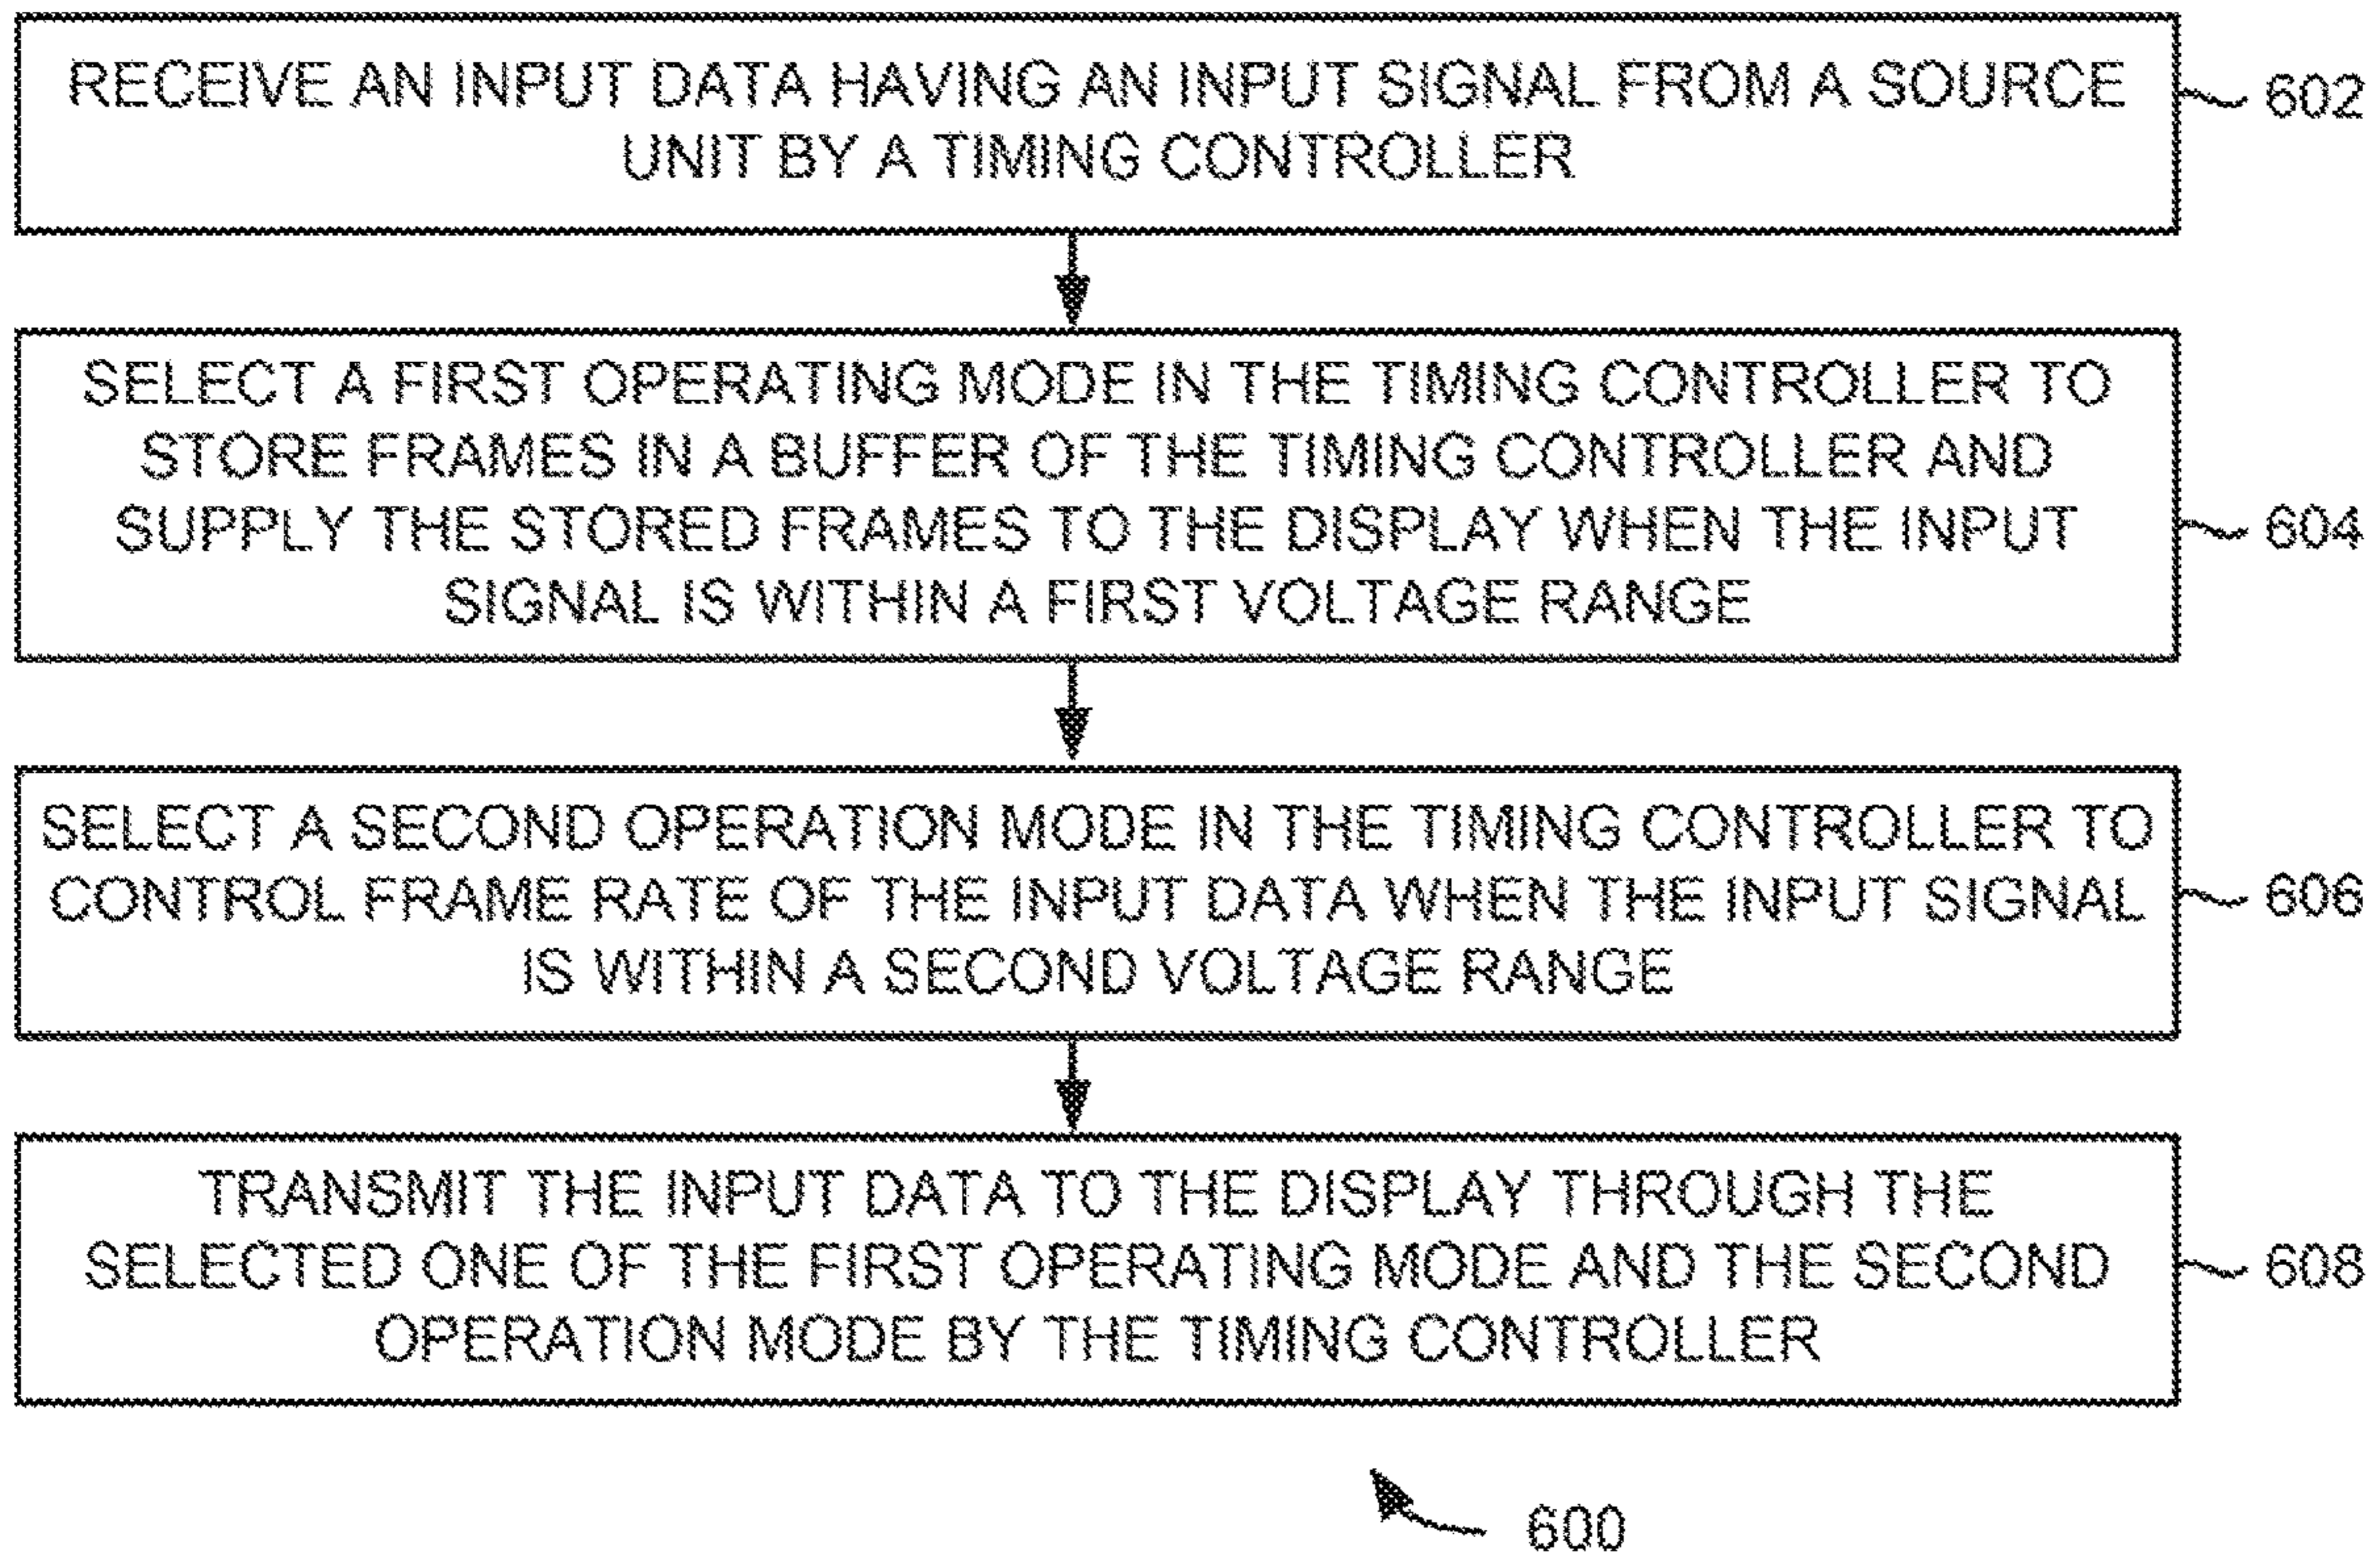 RECEIVE AN INPUT DATA HAVING AN INPUT SIGNAL FROM A SOURCE
UNIT BY A TIMING CONTROLLER
602
SELECT A FIRST OPERATING MODE IN THE TIMING CONTROLLER TO
STORE FRAMES IN A BUFFER OF THE TIMING CONTROLLER AND
SUPPLY THE STORED FRAMES TO THE DISPLAY WHEN THE INPUT
SIGNAL IS WITHIN A FIRST VOLTAGE RANGE
604
SELECT A SECOND OPERATION MODE IN THE TIMING CONTROLLER TO
CONTROL FRAME RATE OF THE INPUT DATA WHEN THE INPUT SIGNAL
IS WITHIN A SECOND VOLTAGE RANGE
606
TRANSMIT THE INPUT DATA TO THE DISPLAY THROUGH THE
SELECTED ONE OF THE FIRST OPERATING MODE AND THE SECOND
OPERATION MODE BY THE TIMING CONTROLLER
608
600